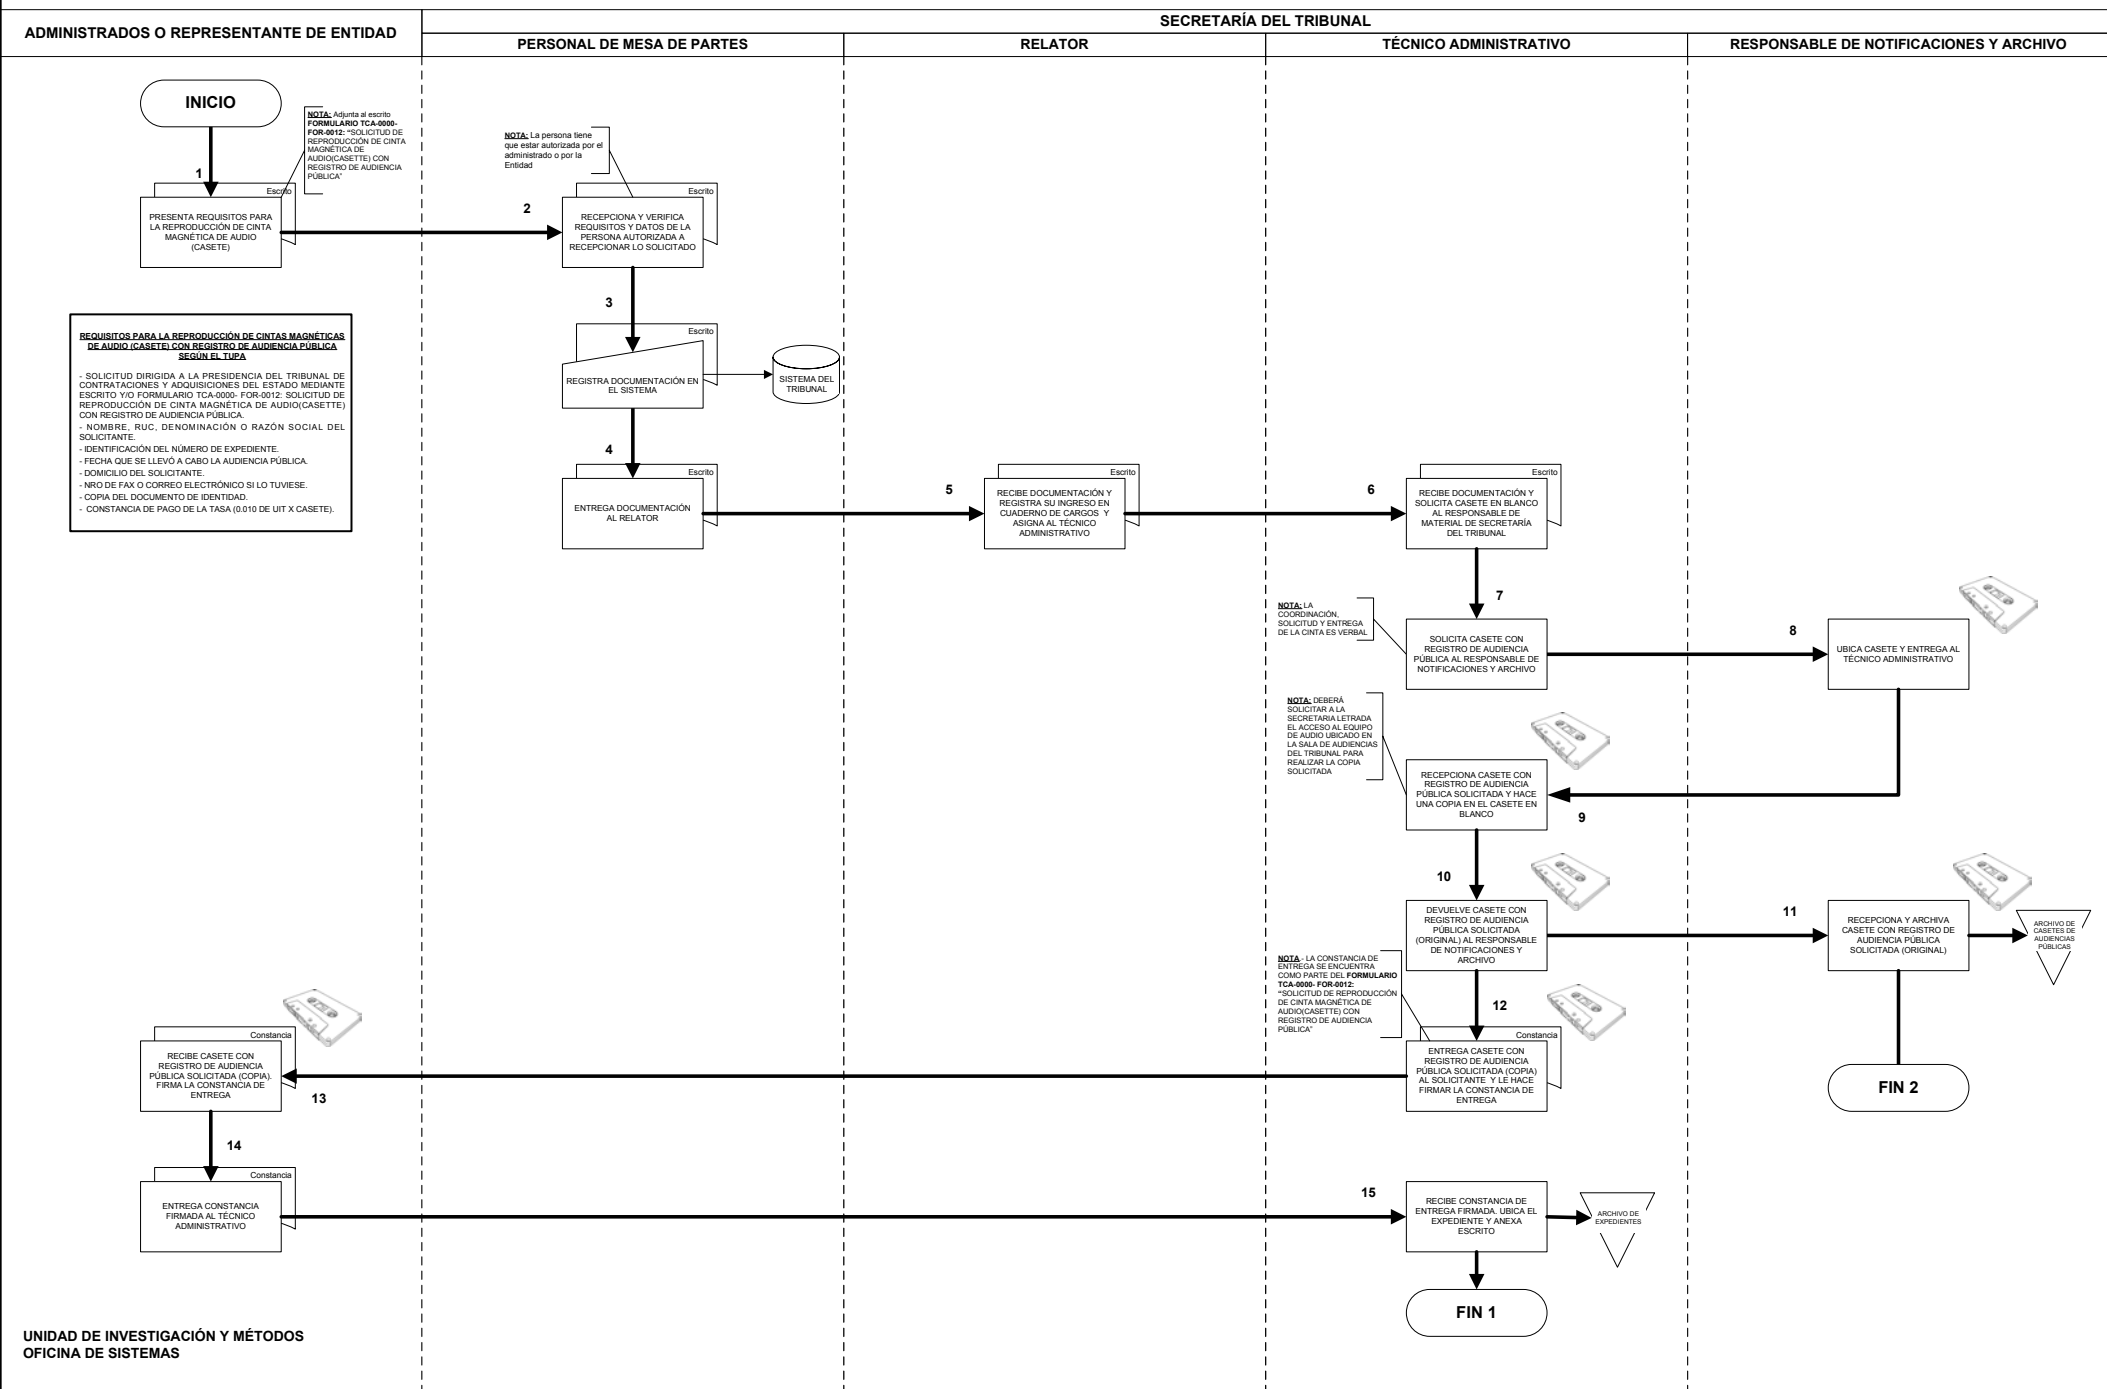 SECRETARÍA DEL TRIBUNAL
ADMINISTRADOS O REPRESENTANTE DE ENTIDAD
PERSONAL DE MESA DE PARTES
RELATOR
TÉCNICO ADMINISTRATIVO
RESPONSABLE DE NOTIFICACIONES Y ARCHIVO
INICIO
NOTA: Adjunta al escrito
FORMULARIO TCA-0000-
FOR-0012: “SOLICITUD DE
REPRODUCCIÓN DE CINTA
MAGNÉTICA DE
AUDIO(CASETTE) CON
REGISTRO DE AUDIENCIA
PÚBLICA”
1
Escrito
PRESENTA REQUISITOS PARA
LA REPRODUCCIÓN DE CINTA
MAGNÉTICA DE AUDIO
(CASETE)
NOTA: La persona tiene
que estar autorizada por el
administrado o por la
Entidad
2
Escrito
RECEPCIONA Y VERIFICA
REQUISITOS Y DATOS DE LA
PERSONA AUTORIZADA A
RECEPCIONAR LO SOLICITADO
3
Escrito
REGISTRA DOCUMENTACIÓN EN
EL SISTEMA
SISTEMA DEL
TRIBUNAL
REQUISITOS PARA LA REPRODUCCIÓN DE CINTAS MAGNÉTICAS
DE AUDIO (CASETE) CON REGISTRO DE AUDIENCIA PÚBLICA
SEGÚN EL TUPA
- SOLICITUD DIRIGIDA A LA PRESIDENCIA DEL TRIBUNAL DE
CONTRATACIONES Y ADQUISICIONES DEL ESTADO MEDIANTE
ESCRITO Y/O FORMULARIO TCA-0000- FOR-0012: SOLICITUD DE
REPRODUCCIÓN DE CINTA MAGNÉTICA DE AUDIO(CASETTE)
CON REGISTRO DE AUDIENCIA PÚBLICA.
- NOMBRE, RUC, DENOMINACIÓN O RAZÓN SOCIAL DEL
SOLICITANTE.
- IDENTIFICACIÓN DEL NÚMERO DE EXPEDIENTE.
- FECHA QUE SE LLEVÓ A CABO LA AUDIENCIA PÚBLICA.
- DOMICILIO DEL SOLICITANTE.
- NRO DE FAX O CORREO ELECTRÓNICO SI LO TUVIESE.
- COPIA DEL DOCUMENTO DE IDENTIDAD.
- CONSTANCIA DE PAGO DE LA TASA (0.010 DE UIT X CASETE).
4
Escrito
ENTREGA DOCUMENTACIÓN
AL RELATOR
5
Escrito
RECIBE DOCUMENTACIÓN Y
REGISTRA SU INGRESO EN
CUADERNO DE CARGOS Y
ASIGNA AL TÉCNICO
ADMINISTRATIVO
6
Escrito
RECIBE DOCUMENTACIÓN Y
SOLICITA CASETE EN BLANCO
AL RESPONSABLE DE
MATERIAL DE SECRETARÍA
DEL TRIBUNAL
7
NOTA: LA
COORDINACIÓN,
SOLICITUD Y ENTREGA
DE LA CINTA ES VERBAL
SOLICITA CASETE CON
REGISTRO DE AUDIENCIA
PÚBLICA AL RESPONSABLE DE
NOTIFICACIONES Y ARCHIVO
8
UBICA CASETE Y ENTREGA AL
TÉCNICO ADMINISTRATIVO
NOTA: DEBERÁ
SOLICITAR A LA
SECRETARIA LETRADA
EL ACCESO AL EQUIPO
DE AUDIO UBICADO EN
LA SALA DE AUDIENCIAS
DEL TRIBUNAL PARA
REALIZAR LA COPIA
SOLICITADA
RECEPCIONA CASETE CON
REGISTRO DE AUDIENCIA
PÚBLICA SOLICITADA Y HACE
UNA COPIA EN EL CASETE EN
BLANCO
9
10
DEVUELVE CASETE CON
REGISTRO DE AUDIENCIA
PÚBLICA SOLICITADA
(ORIGINAL) AL RESPONSABLE
DE NOTIFICACIONES Y
ARCHIVO
11
RECEPCIONA Y ARCHIVA
CASETE CON REGISTRO DE
AUDIENCIA PÚBLICA
SOLICITADA (ORIGINAL)
ARCHIVO DE
CASETES DE
AUDIENCIAS
PÚBLICAS
NOTA.- LA CONSTANCIA DE
ENTREGA SE ENCUENTRA
COMO PARTE DEL FORMULARIO
TCA-0000- FOR-0012:
“SOLICITUD DE REPRODUCCIÓN
DE CINTA MAGNÉTICA DE
AUDIO(CASETTE) CON
REGISTRO DE AUDIENCIA
PÚBLICA”
12
Constancia
ENTREGA CASETE CON
REGISTRO DE AUDIENCIA
PÚBLICA SOLICITADA (COPIA)
AL SOLICITANTE Y LE HACE
FIRMAR LA CONSTANCIA DE
ENTREGA
FIN 2
Constancia
RECIBE CASETE CON
REGISTRO DE AUDIENCIA
PÚBLICA SOLICITADA (COPIA).
FIRMA LA CONSTANCIA DE
ENTREGA
13
14
Constancia
ENTREGA CONSTANCIA
FIRMADA AL TÉCNICO
ADMINISTRATIVO
15
RECIBE CONSTANCIA DE
ENTREGA FIRMADA. UBICA EL
EXPEDIENTE Y ANEXA
ESCRITO
ARCHIVO DE
EXPEDIENTES
FIN 1
UNIDAD DE INVESTIGACIÓN Y MÉTODOS
OFICINA DE SISTEMAS